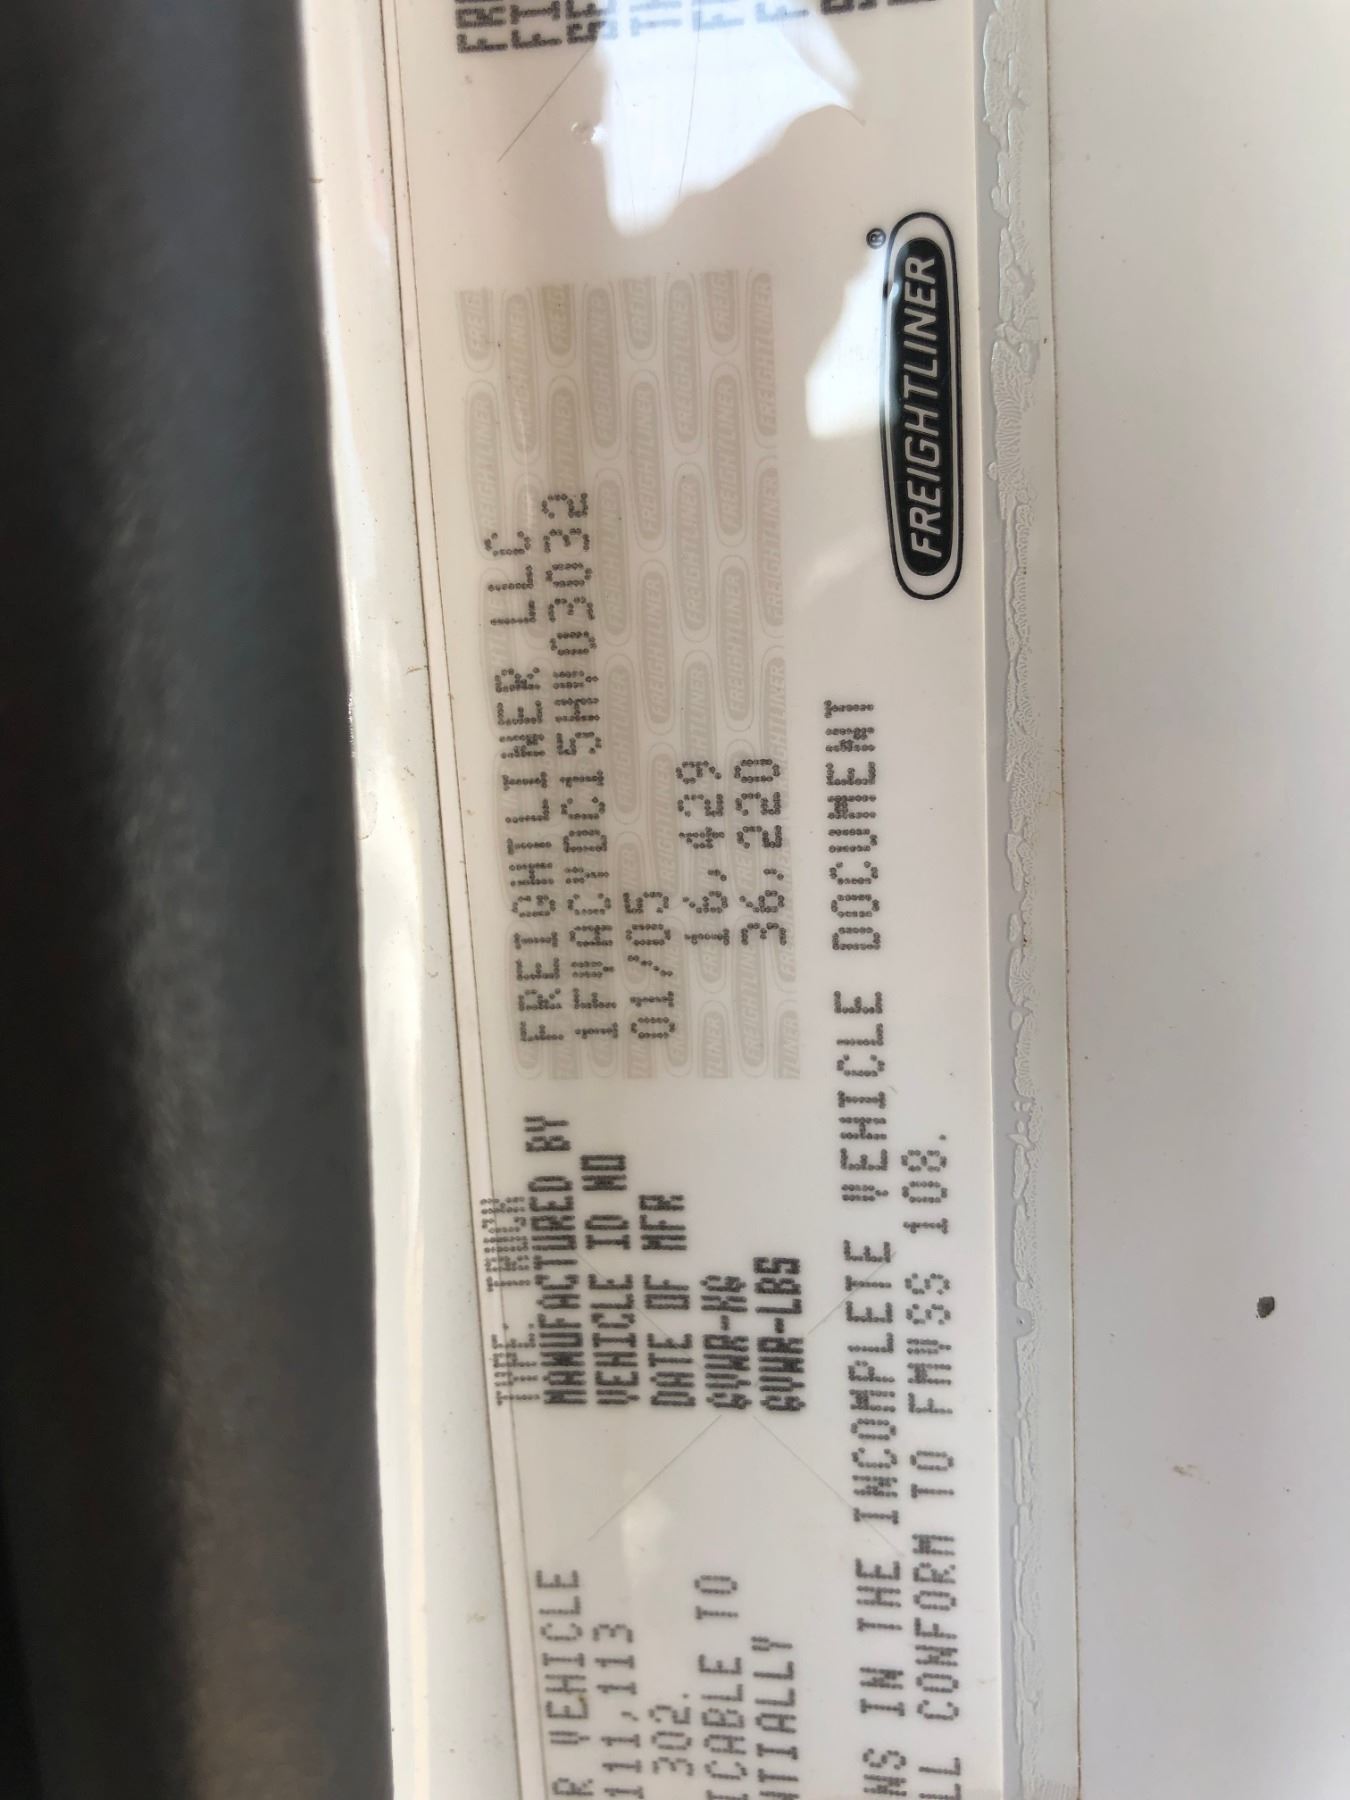 FREIGHTLINER
TYPE: TRUCK
R VEHICLE MANUFACTURED BY FREIGHTLINER LLC
111,113 VEHICLE ID NO 1FVACYDC15HV03032
302. DATE OF MFR 01/05
ICABLE TO GVWR-KG 16,429
NTIALLY GVWR-LBS 36,220
NS IN THE INCOMPLETE VEHICLE DOCUMENT
LL CONFORM TO FMVSS 108.
FREIGHTLINER®